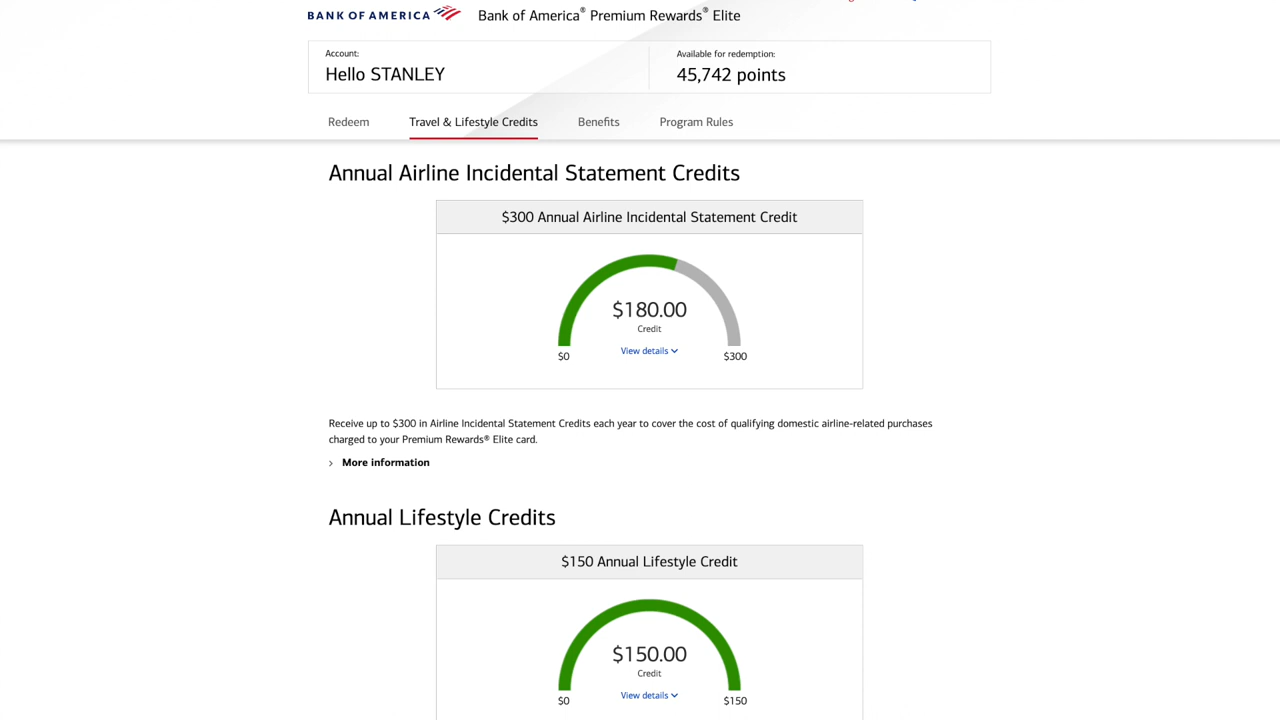 BANK OF AMERICA Bank of America® Premium Rewards® Elite
Account:
Hello STANLEY
Available for redemption:
45,742 points
Redeem Travel & Lifestyle Credits Benefits Program Rules
Annual Airline Incidental Statement Credits
$300 Annual Airline Incidental Statement Credit
$180.00
Credit
View details
$0 $300
Receive up to $300 in Airline Incidental Statement Credits each year to cover the cost of qualifying domestic airline-related purchases
charged to your Premium Rewards® Elite card.
More information
Annual Lifestyle Credits
$150 Annual Lifestyle Credit
$150.00
Credit
View details
$0 $150